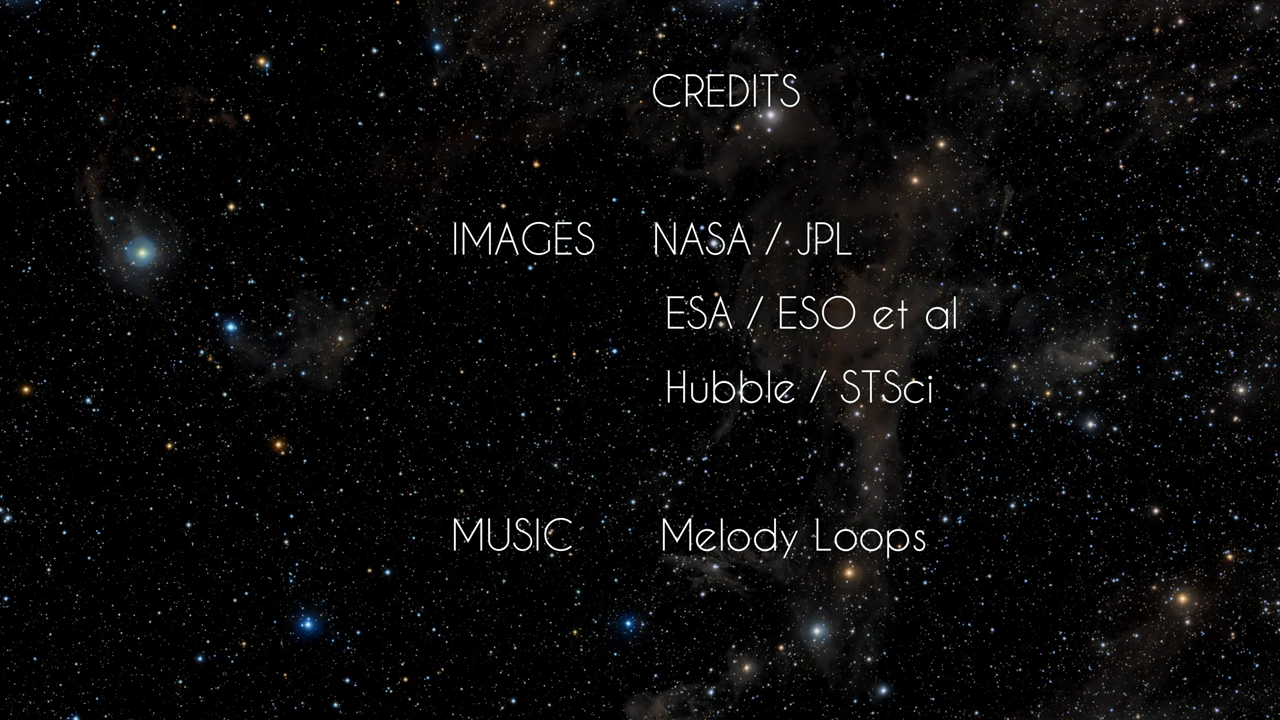 CREDITS
IMAGES NASA / JPL
ESA / ESO et al
Hubble / STSci
MUSIC Melody Loops